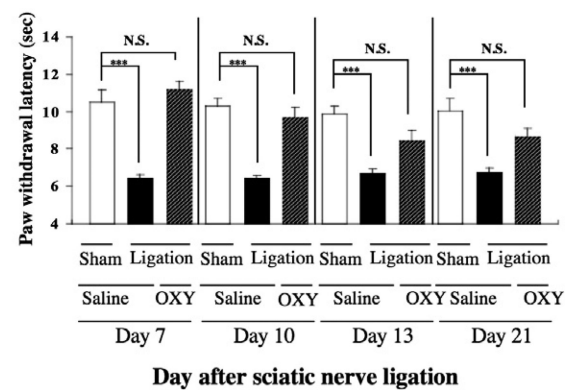 Paw withdrawal latency (sec)
14
12
10
8
6
4
N.S.
***
N.S.
***
N.S.
***
N.S.
***
Sham Ligation Sham Ligation Sham Ligation Sham Ligation
Saline OXY Saline OXY Saline OXY Saline OXY
Day 7 Day 10 Day 13 Day 21
Day after sciatic nerve ligation